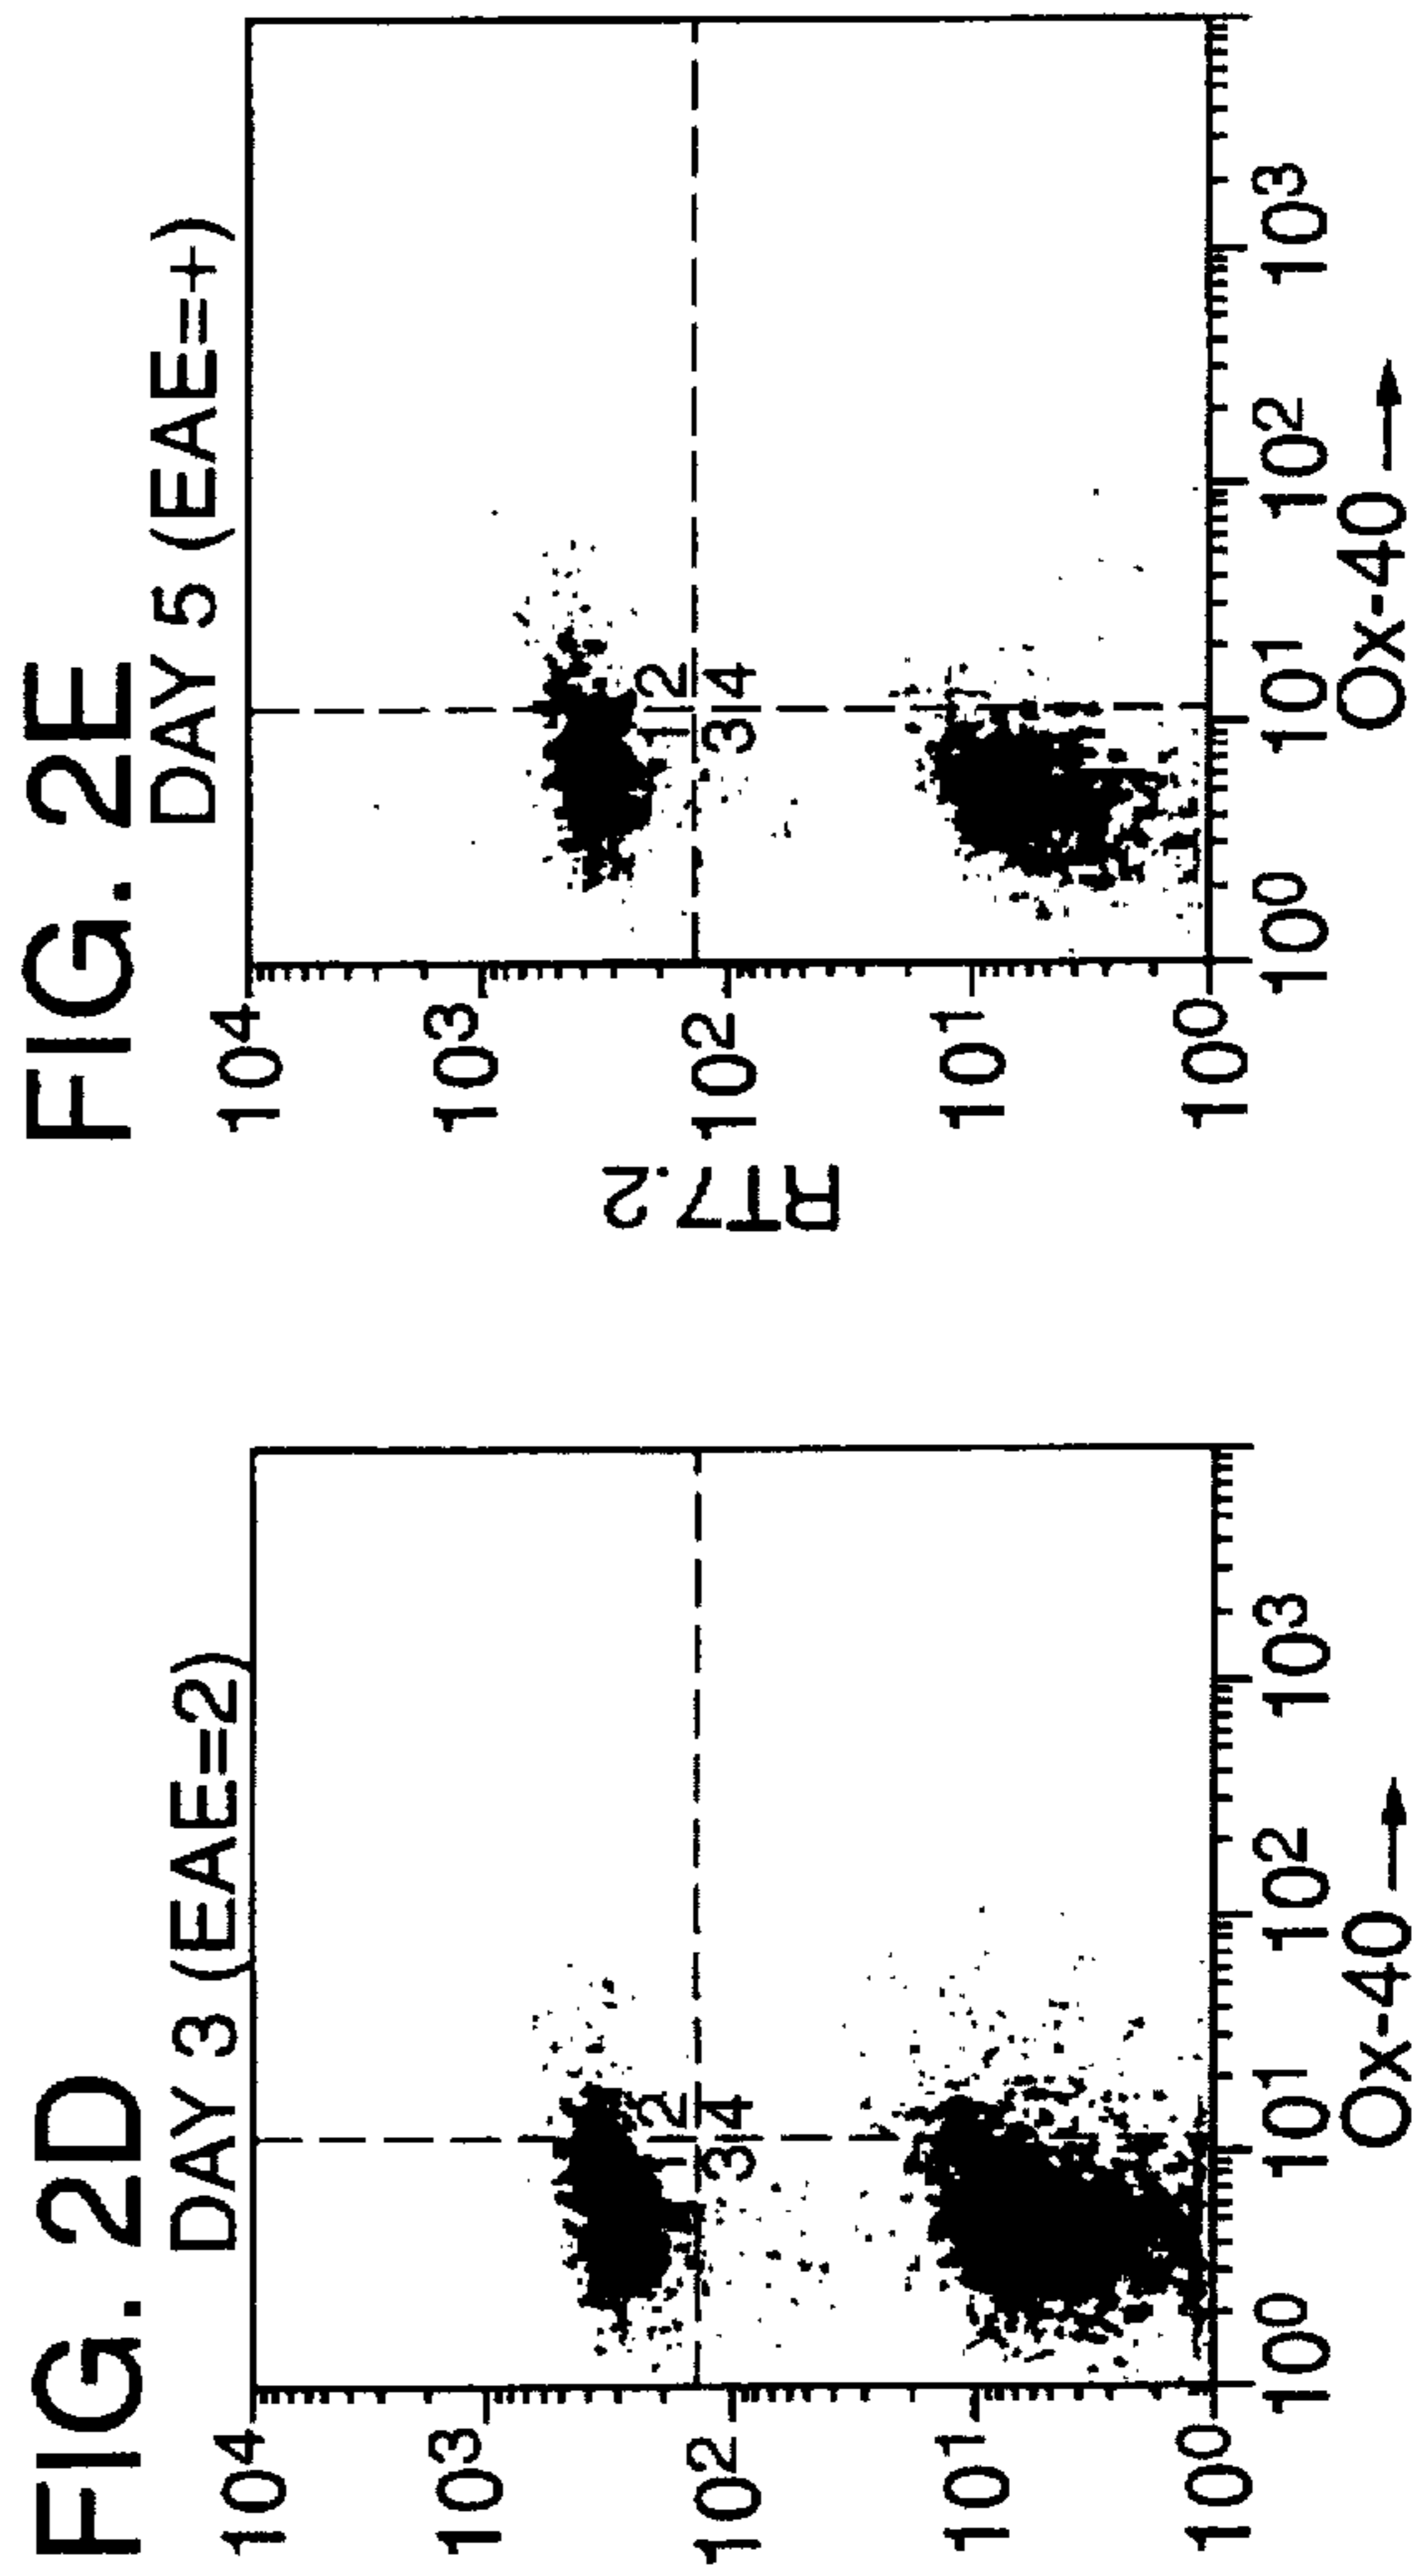 FIG. 2D
DAY 3 (EAE=2)
10⁴
10³
10²
10¹
10⁰
1 2
3 4
10⁰ 10¹ 10² 10³
Ox-40
FIG. 2E
DAY 5 (EAE=+)
RT7.2
10⁴
10³
10²
10¹
10⁰
1 2
3 4
10⁰ 10¹ 10² 10³
Ox-40